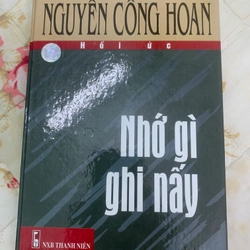 NGUYỄN CÔNG HOAN
Hồi ức
Nhớ gì
ghi nấy
NXB THANH NIÊN